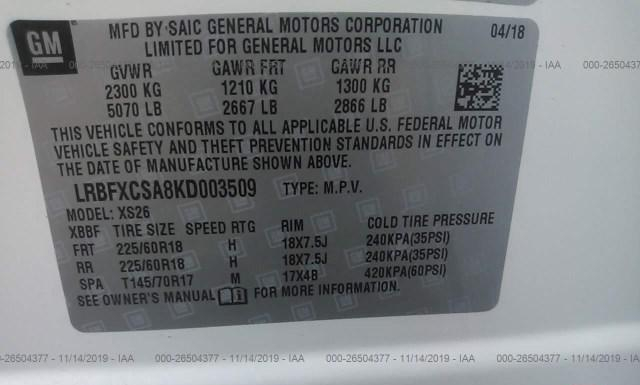 GM
MFD BY SAIC GENERAL MOTORS CORPORATION 04/18
LIMITED FOR GENERAL MOTORS LLC
GVWR GAWR FRT GAWR RR
2300 KG 1210 KG 1300 KG
5070 LB 2667 LB 2866 LB
THIS VEHICLE CONFORMS TO ALL APPLICABLE U.S. FEDERAL MOTOR
VEHICLE SAFETY AND THEFT PREVENTION STANDARDS IN EFFECT ON
THE DATE OF MANUFACTURE SHOWN ABOVE.
LRBFXCSA8KD003509 TYPE: M.P.V.
MODEL: XS26
XBBF TIRE SIZE SPEED RTG RIM COLD TIRE PRESSURE
FRT 225/60R18 H 18X7.5J 240KPA(35PSI)
RR 225/60R18 H 18X7.5J 240KPA(35PSI)
SPA T145/70R17 M 17X4B 420KPA(60PSI)
SEE OWNER'S MANUAL FOR MORE INFORMATION.
000-26504377 - 11/14/2019 - IAA